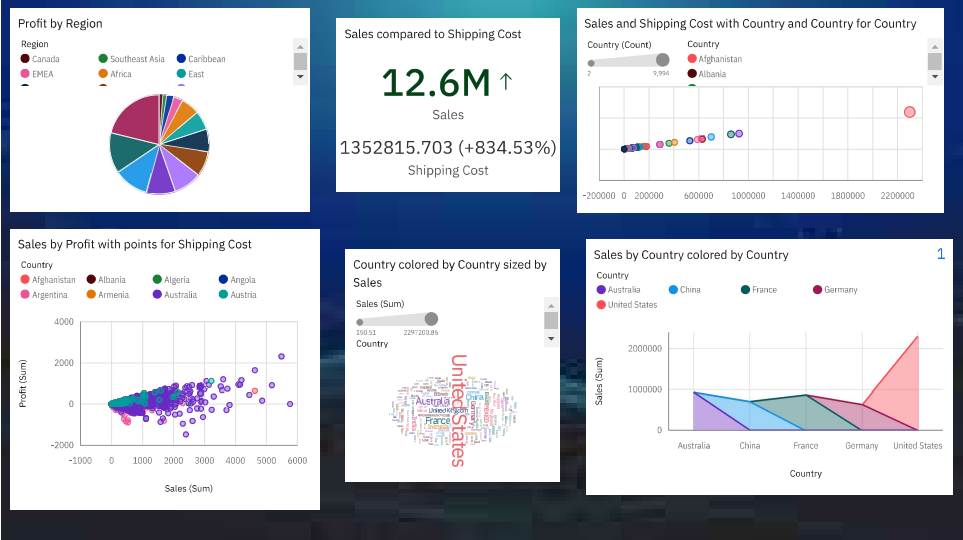 Profit by Region
Region
Canada
Southeast Asia
Caribbean
EMEA
Africa
East
Sales compared to Shipping Cost
12.6M ↑
Sales
1352815.703 (+834.53%)
Shipping Cost
Sales and Shipping Cost with Country and Country for Country
Country (Count)
2
9,994
Country
Afghanistan
Albania
-200000 0 200000 600000 1000000 1400000 1800000 2200000
Sales by Profit with points for Shipping Cost
Country
Afghanistan
Albania
Algeria
Angola
Argentina
Armenia
Australia
Austria
Profit (Sum)
4000
2000
0
-2000
-1000 0 1000 2000 3000 4000 5000 6000
Sales (Sum)
Country colored by Country sized by
Sales
Sales (Sum)
150.51
2297200.86
Country
United States
Australia
China
United Kingdom
France
Germany
Sales by Country colored by Country
1
Country
Australia
China
France
Germany
United States
Sales (Sum)
2000000
1000000
0
Australia China France Germany United States
Country